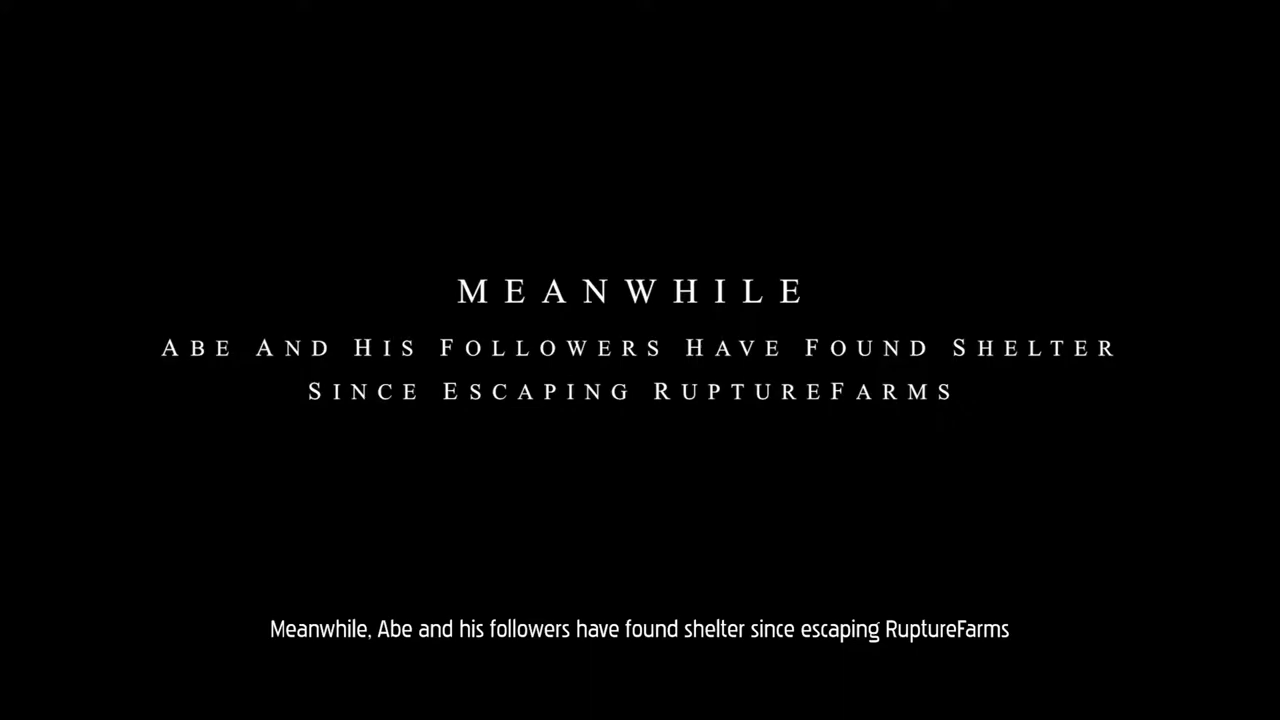 MEANWHILE
ABE AND HIS FOLLOWERS HAVE FOUND SHELTER
SINCE ESCAPING RUPTUREFARMS
Meanwhile, Abe and his followers have found shelter since escaping RuptureFarms